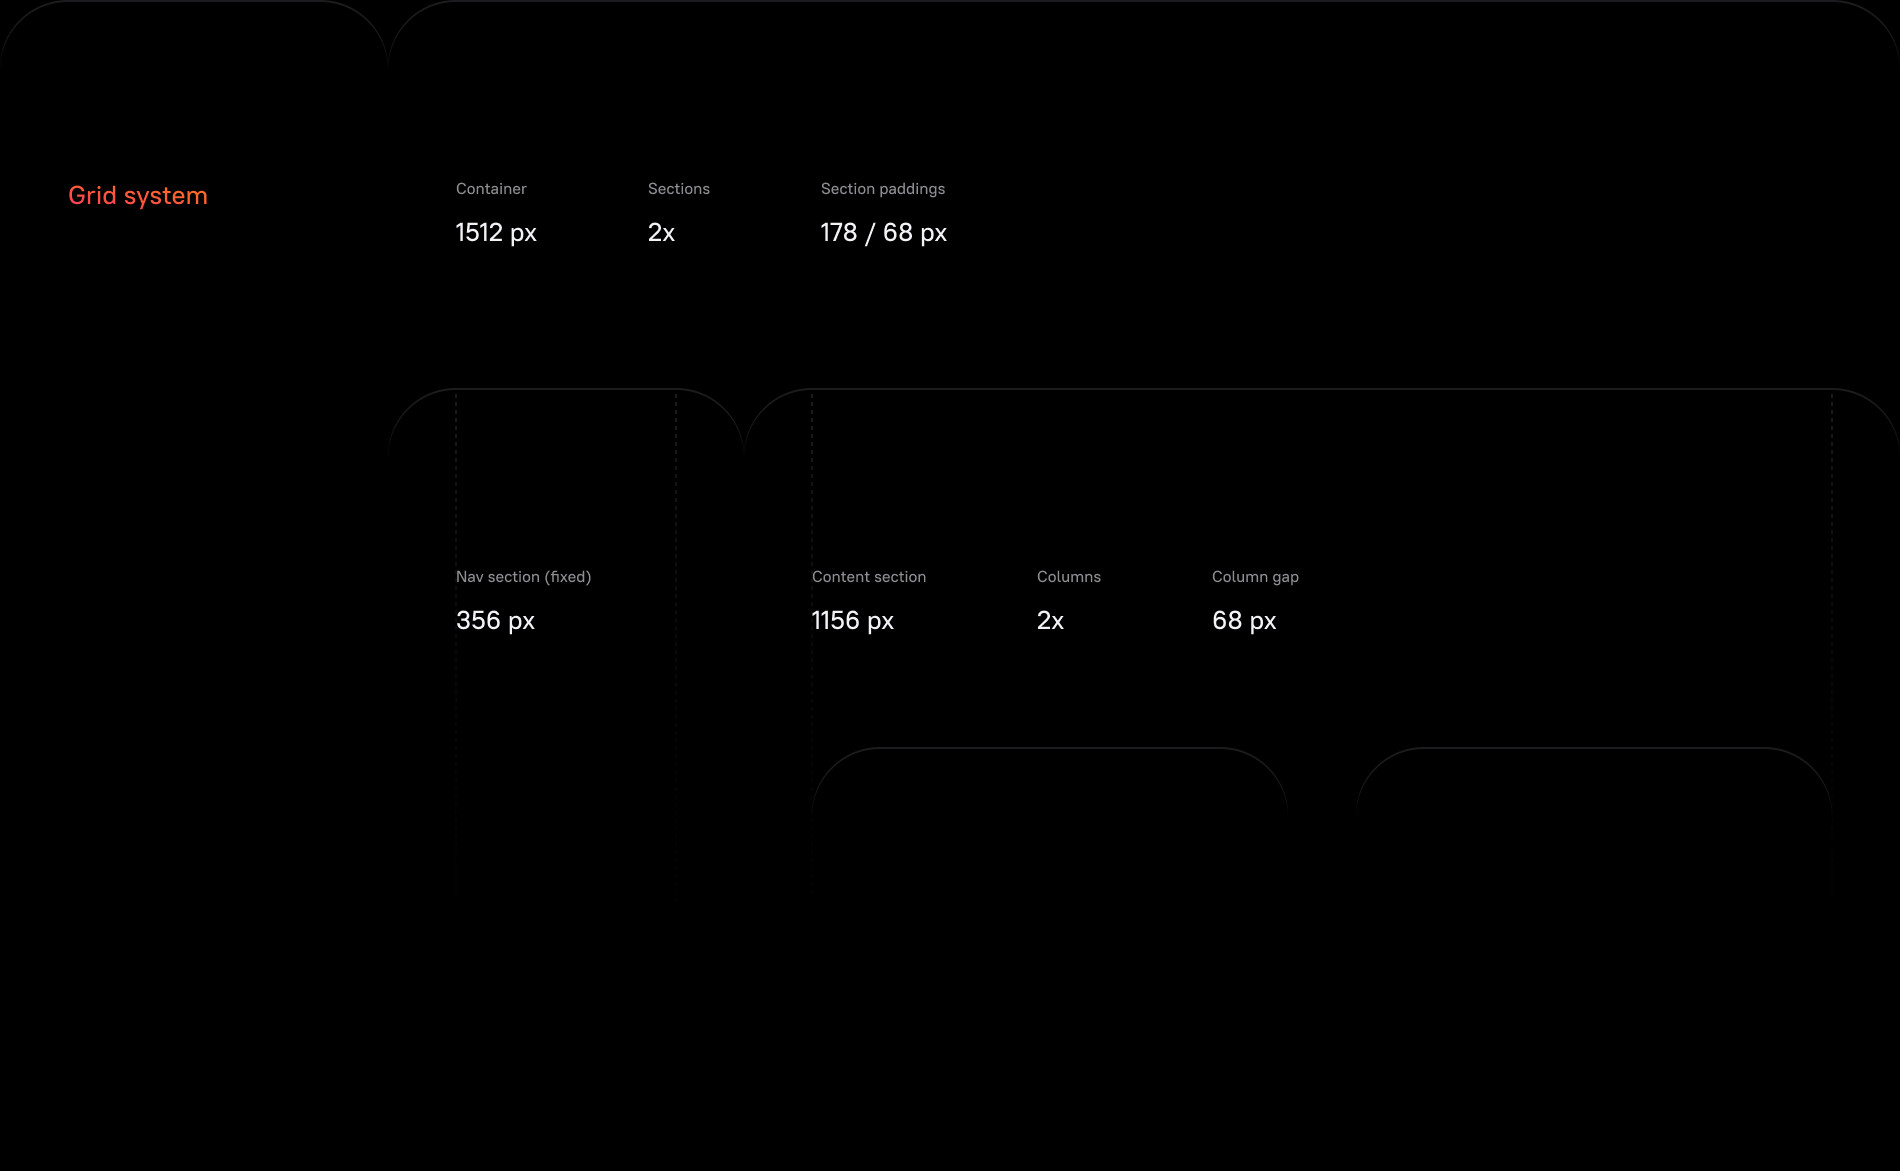 Grid system
Container
1512 px
Sections
2x
Section paddings
178 / 68 px
Nav section (fixed)
356 px
Content section
1156 px
Columns
2x
Column gap
68 px